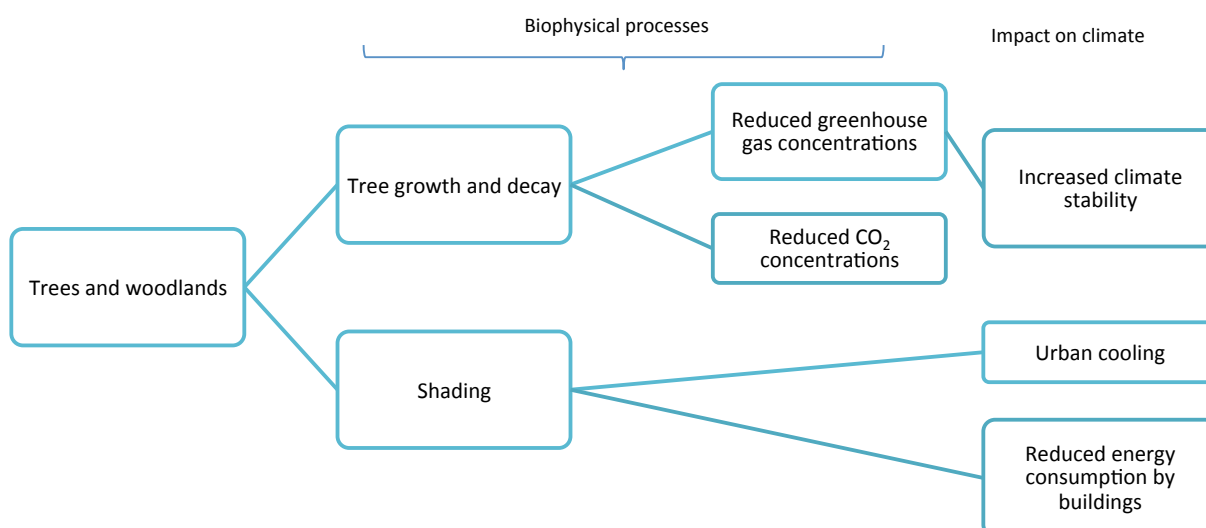 Biophysical processes
Impact on climate
Reduced greenhouse
gas concentrations
Tree growth and decay
Increased climate
stability
Reduced CO₂
concentrations
Trees and woodlands
Urban cooling
Shading
Reduced energy
consumption by
buildings